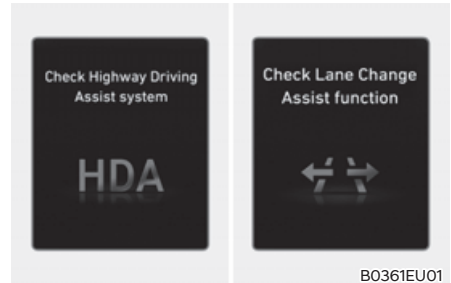 Check Highway Driving
Assist system
HDA
Check Lane Change
Assist function
B0361EU01